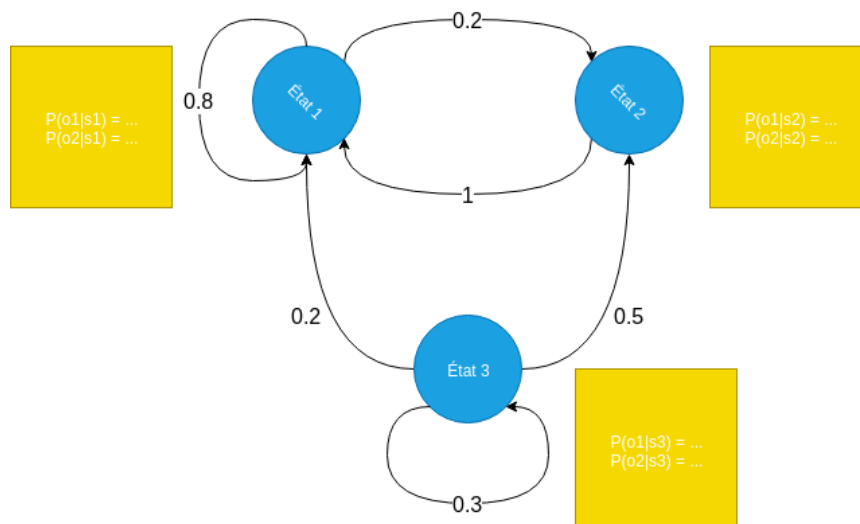 0.2
État 1
État 2
0.8
P(o1|s1) = ...
P(o2|s1) = ...
P(o1|s2) = ...
P(o2|s2) = ...
1
0.2
0.5
État 3
P(o1|s3) = ...
P(o2|s3) = ...
0.3